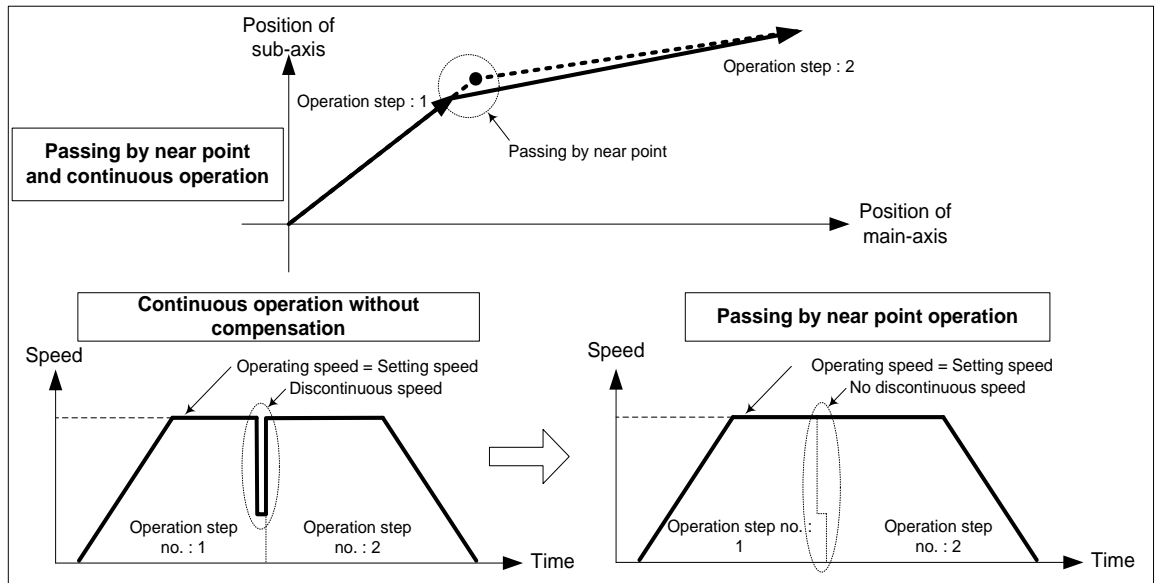 Position of
sub-axis
Operation step : 2
Operation step : 1
Passing by near point
Passing by near point
and continuous operation
Position of
main-axis
Continuous operation without
compensation
Speed
Operating speed = Setting speed
Discontinuous speed
Operation step
no. : 1
Operation step
no. : 2
Time
Passing by near point operation
Speed
Operating speed = Setting speed
No discontinuous speed
Operation step no. :
1
Operation step
no. : 2
Time